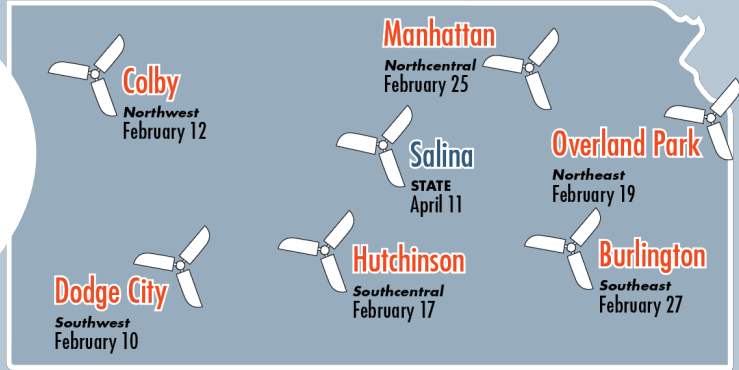 Manhattan
Northcentral
February 25
Colby
Northwest
February 12
Salina
STATE
April 11
Overland Park
Northeast
February 19
Hutchinson
Southcentral
February 17
Burlington
Southeast
February 27
Dodge City
Southwest
February 10